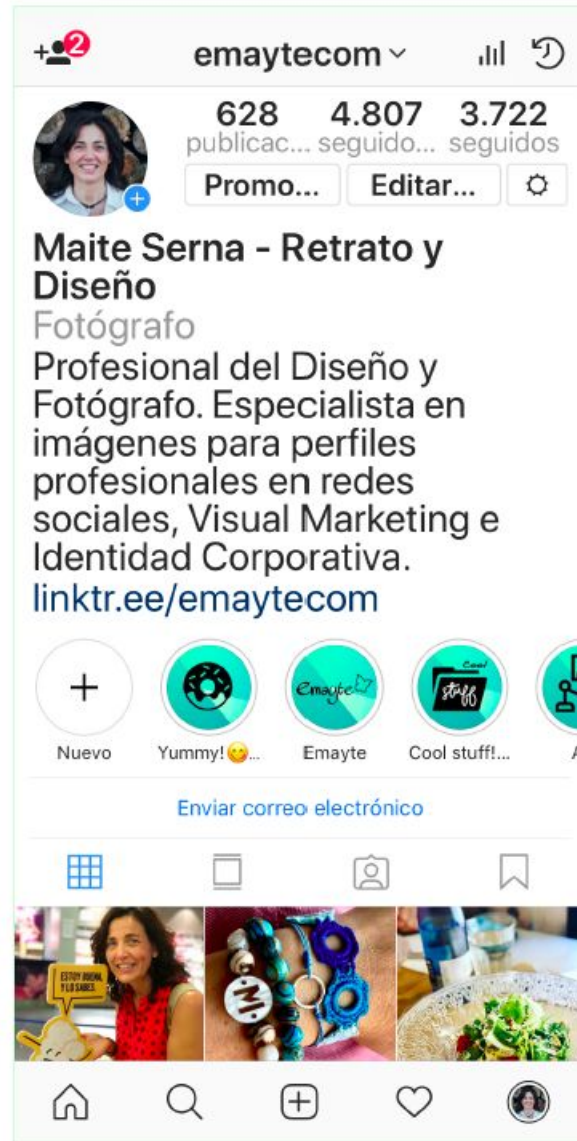 2
emaytecom
628 4.807 3.722
publicac... seguido... seguidos
Promo... Editar...
Maite Serna - Retrato y
Diseño
Fotógrafo
Profesional del Diseño y
Fotógrafo. Especialista en
imágenes para perfiles
profesionales en redes
sociales, Visual Marketing e
Identidad Corporativa.
linktr.ee/emaytecom
Emayte
Cool
stuff
Nuevo Yummy!😋... Emayte Cool stuff!... A
Enviar correo electrónico
ESTOY BUENA,
Y LO SABES.
M